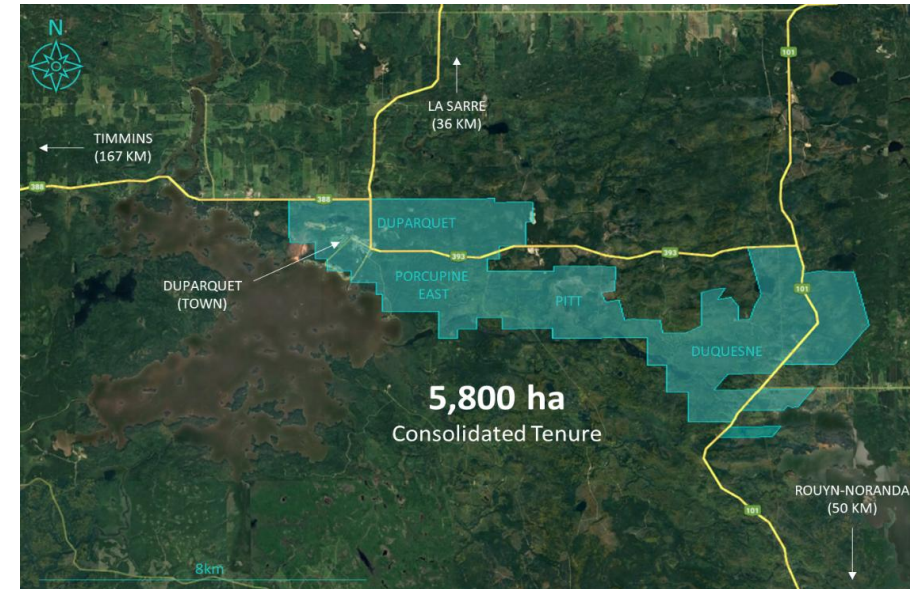 N
101
LA SARRE
(36 KM)
TIMMINS
(167 KM)
388
388
DUPARQUET
393
393
DUPARQUET
(TOWN)
PORCUPINE
EAST
PITT
101
DUQUESNE
5,800 ha
Consolidated Tenure
ROUYN-NORANDA
(50 KM)
101
8km